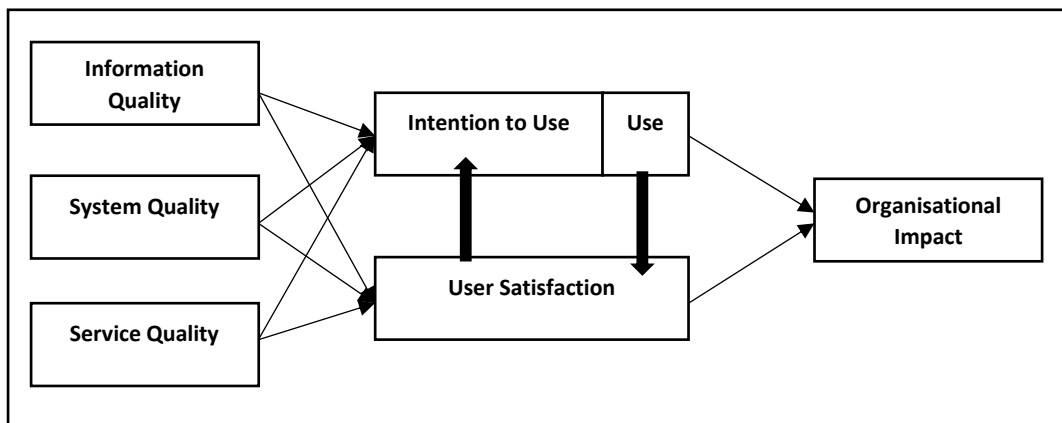 Information
Quality
Intention to Use
Use
System Quality
Organisational
Impact
User Satisfaction
Service Quality